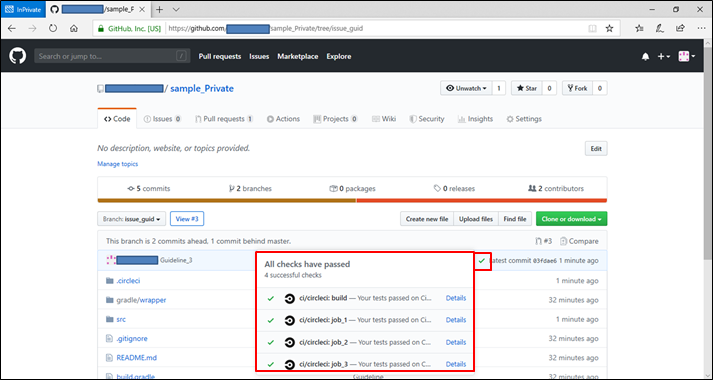 InPrivate
/sample_P
GitHub, Inc. [US]
https://github.com,
sample_Private/tree/issue_guid
Search or jump to...
/
Pull requests Issues Marketplace Explore
/ sample_Private
Unwatch 1
Star 0
Fork 0
Code
Issues 0
Pull requests 1
Actions
Projects 0
Wiki
Security
Insights
Settings
No description, website, or topics provided.
Edit
Manage topics
5 commits
2 branches
0 packages
0 releases
2 contributors
Branch: issue_guid
View #3
Create new file
Upload files
Find file
Clone or download
This branch is 2 commits ahead, 1 commit behind master.
#3
Compare
Guideline_3
latest commit 03fdae6 1 minute ago
All checks have passed
4 successful checks
ci/circleci: build — Your tests passed on Ci... Details
ci/circleci: job_1 — Your tests passed on C... Details
ci/circleci: job_2 — Your tests passed on C... Details
ci/circleci: job_3 — Your tests passed on C... Details
.circleci
1 minute ago
gradle/wrapper
32 minutes ago
src
1 minute ago
.gitignore
32 minutes ago
README.md
32 minutes ago
build.gradle
Guideline
32 minutes ago